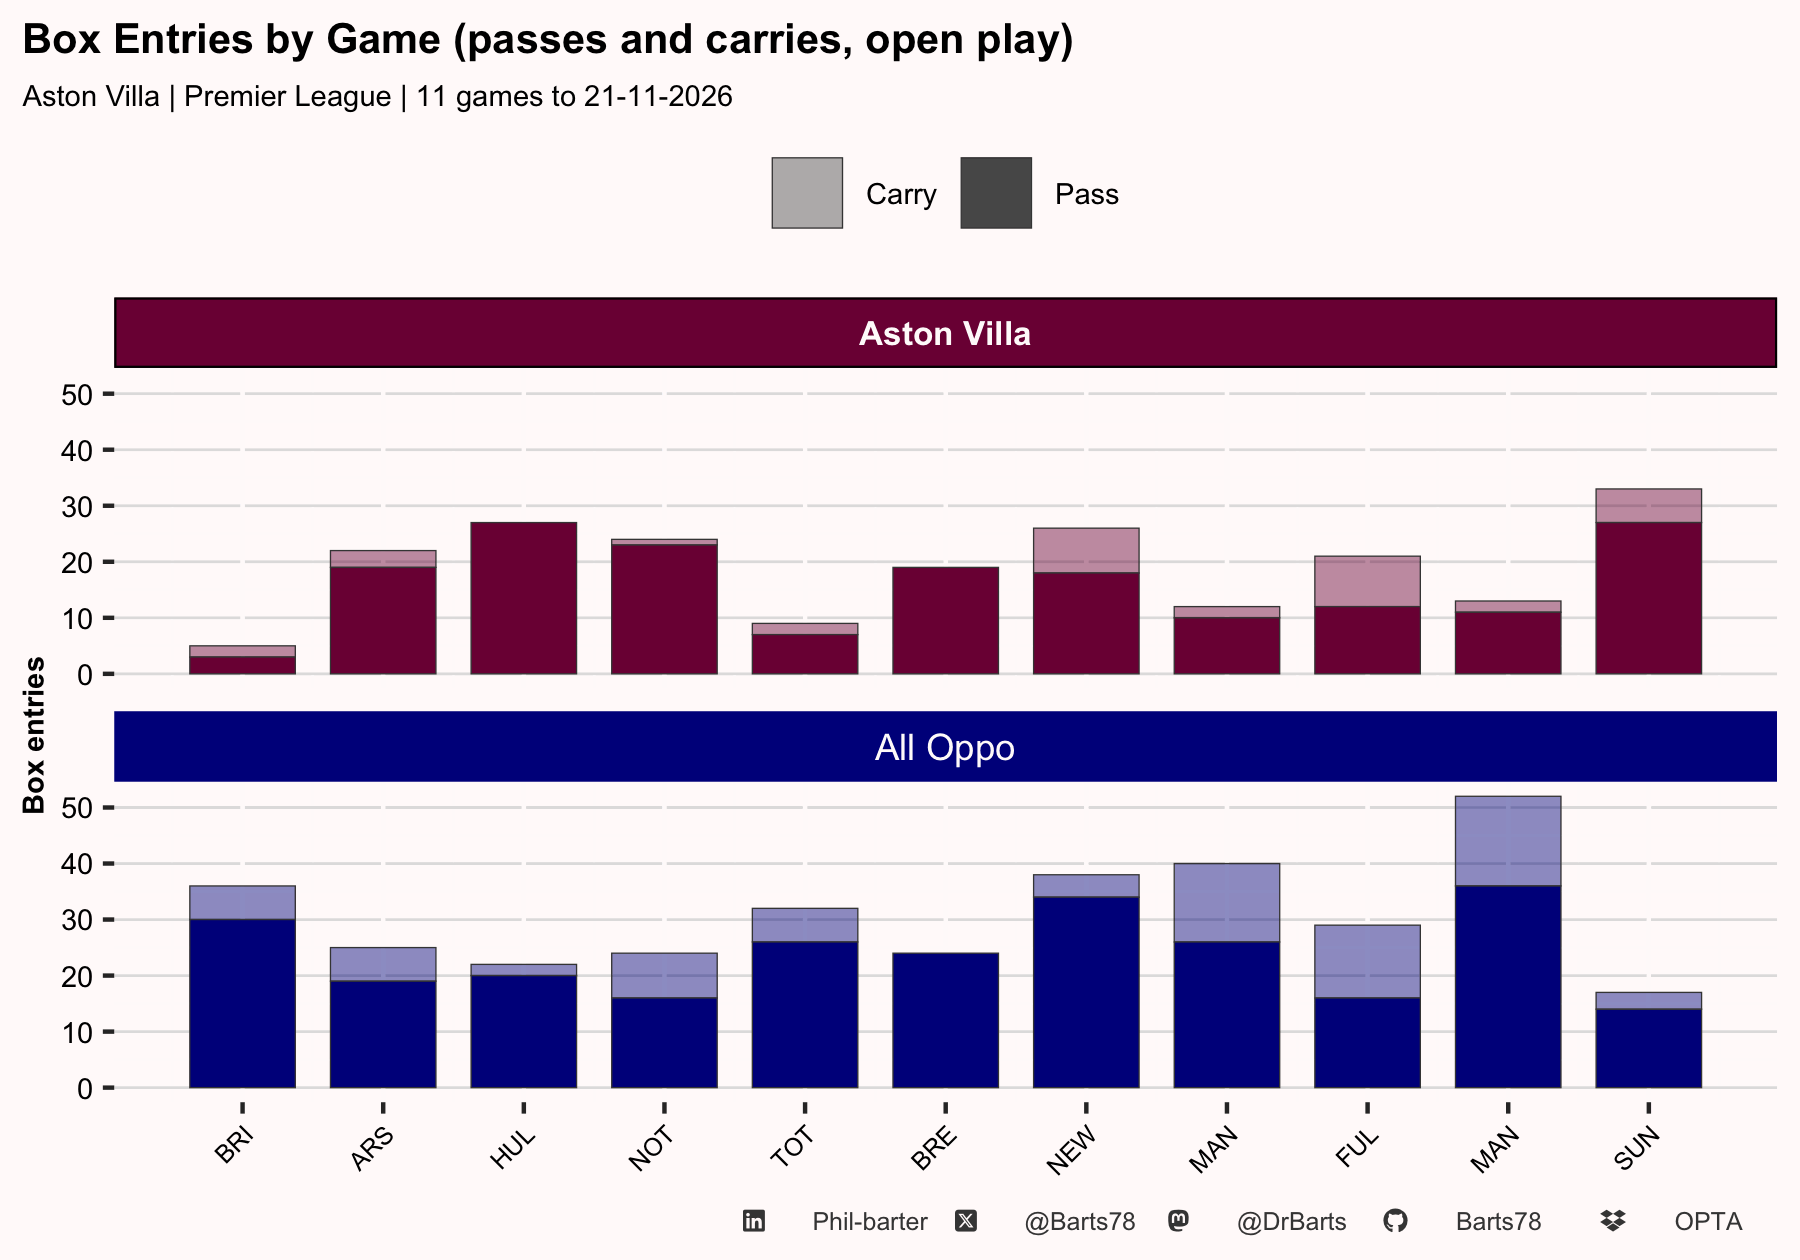 Box Entries by Game (passes and carries, open play)
Aston Villa | Premier League | 11 games to 21-11-2026
Carry Pass
Aston Villa
50
40
30
20
10
0
Box entries
All Oppo
50
40
30
20
10
0
BRI ARS HUL NOT TOT BRE NEW MAN FUL MAN SUN
Phil-barter @Barts78 @DrBarts Barts78 OPTA